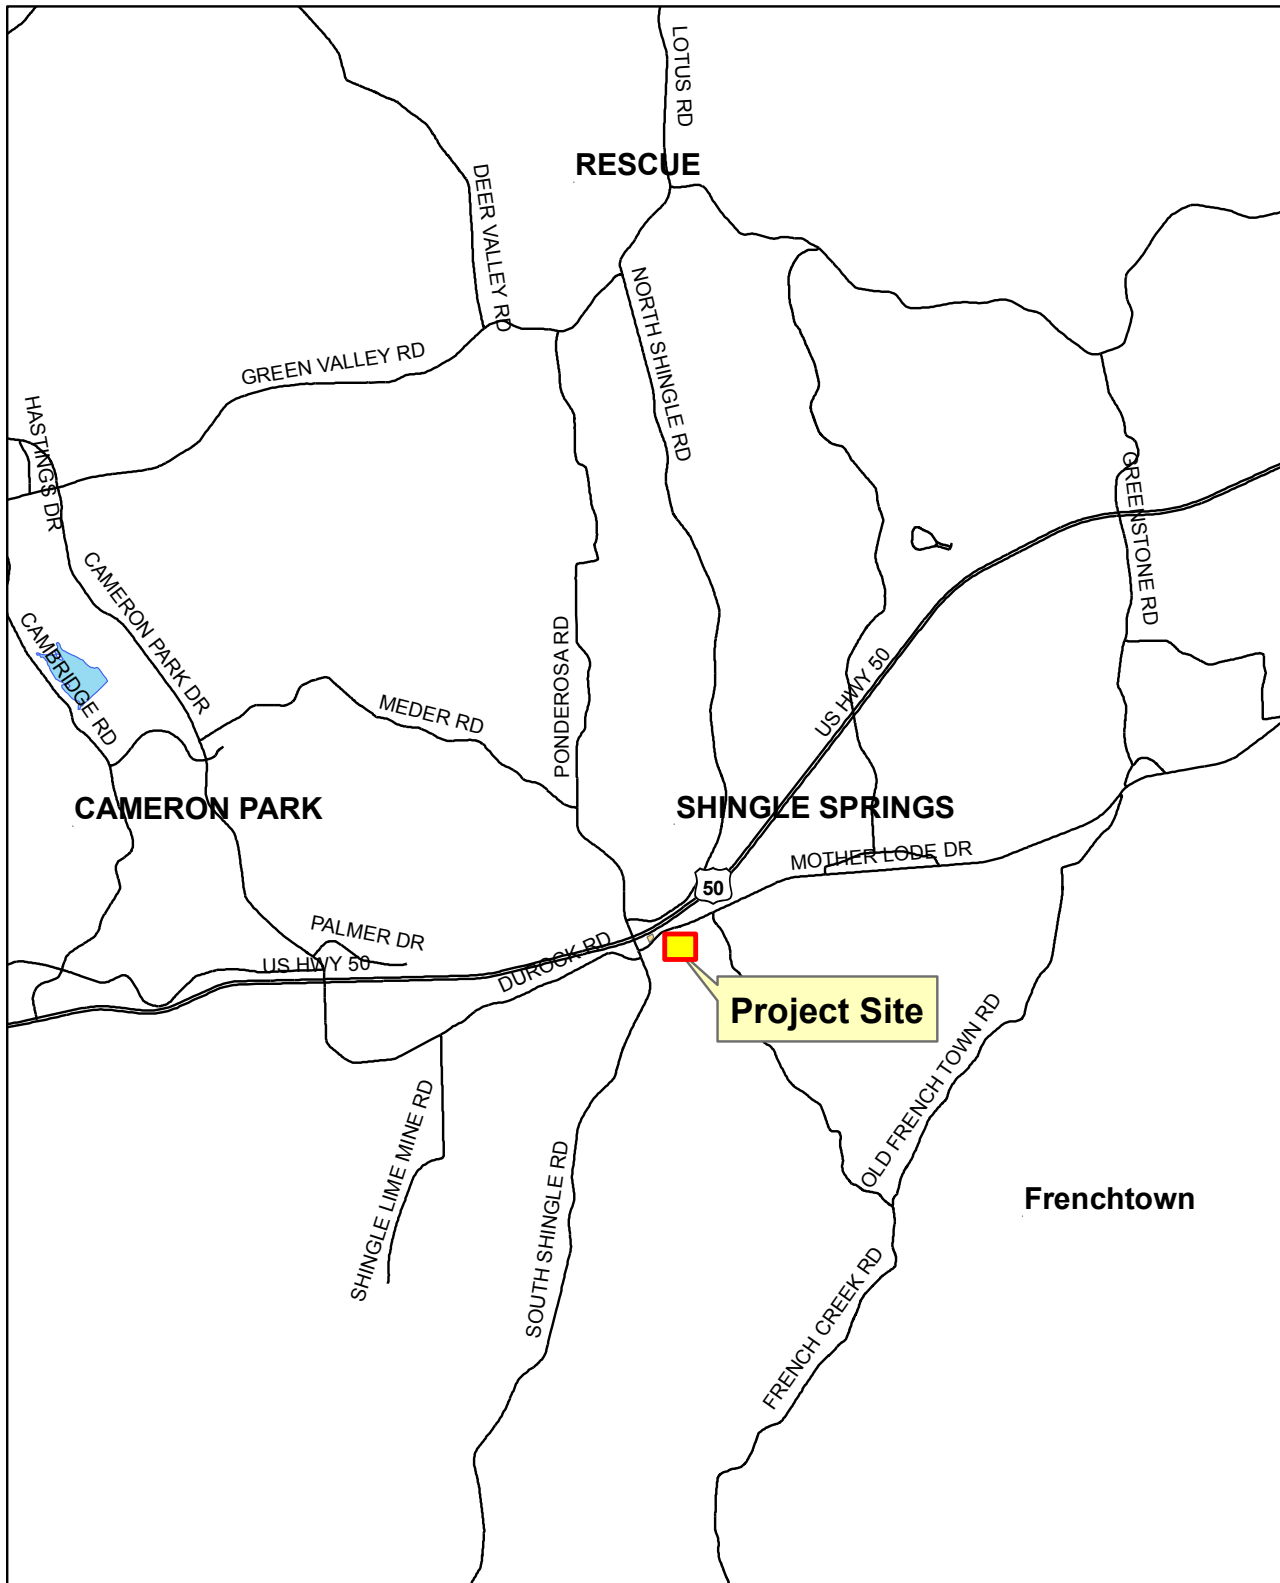 LOTUS RD
RESCUE
DEER VALLEY RD
NORTH SHINGLE RD
GREEN VALLEY RD
HASTINGS DR
GREENSTONE RD
CAMERON PARK DR
CAMBRIDGE RD
PONDEROSA RD
US HWY 50
MEDER RD
CAMERON PARK
SHINGLE SPRINGS
MOTHER LODE DR
50
PALMER DR
US HWY 50
DUROCK RD
Project Site
OLD FRENCH TOWN RD
SHINGLE LIME MINE RD
SOUTH SHINGLE RD
Frenchtown
FRENCH CREEK RD